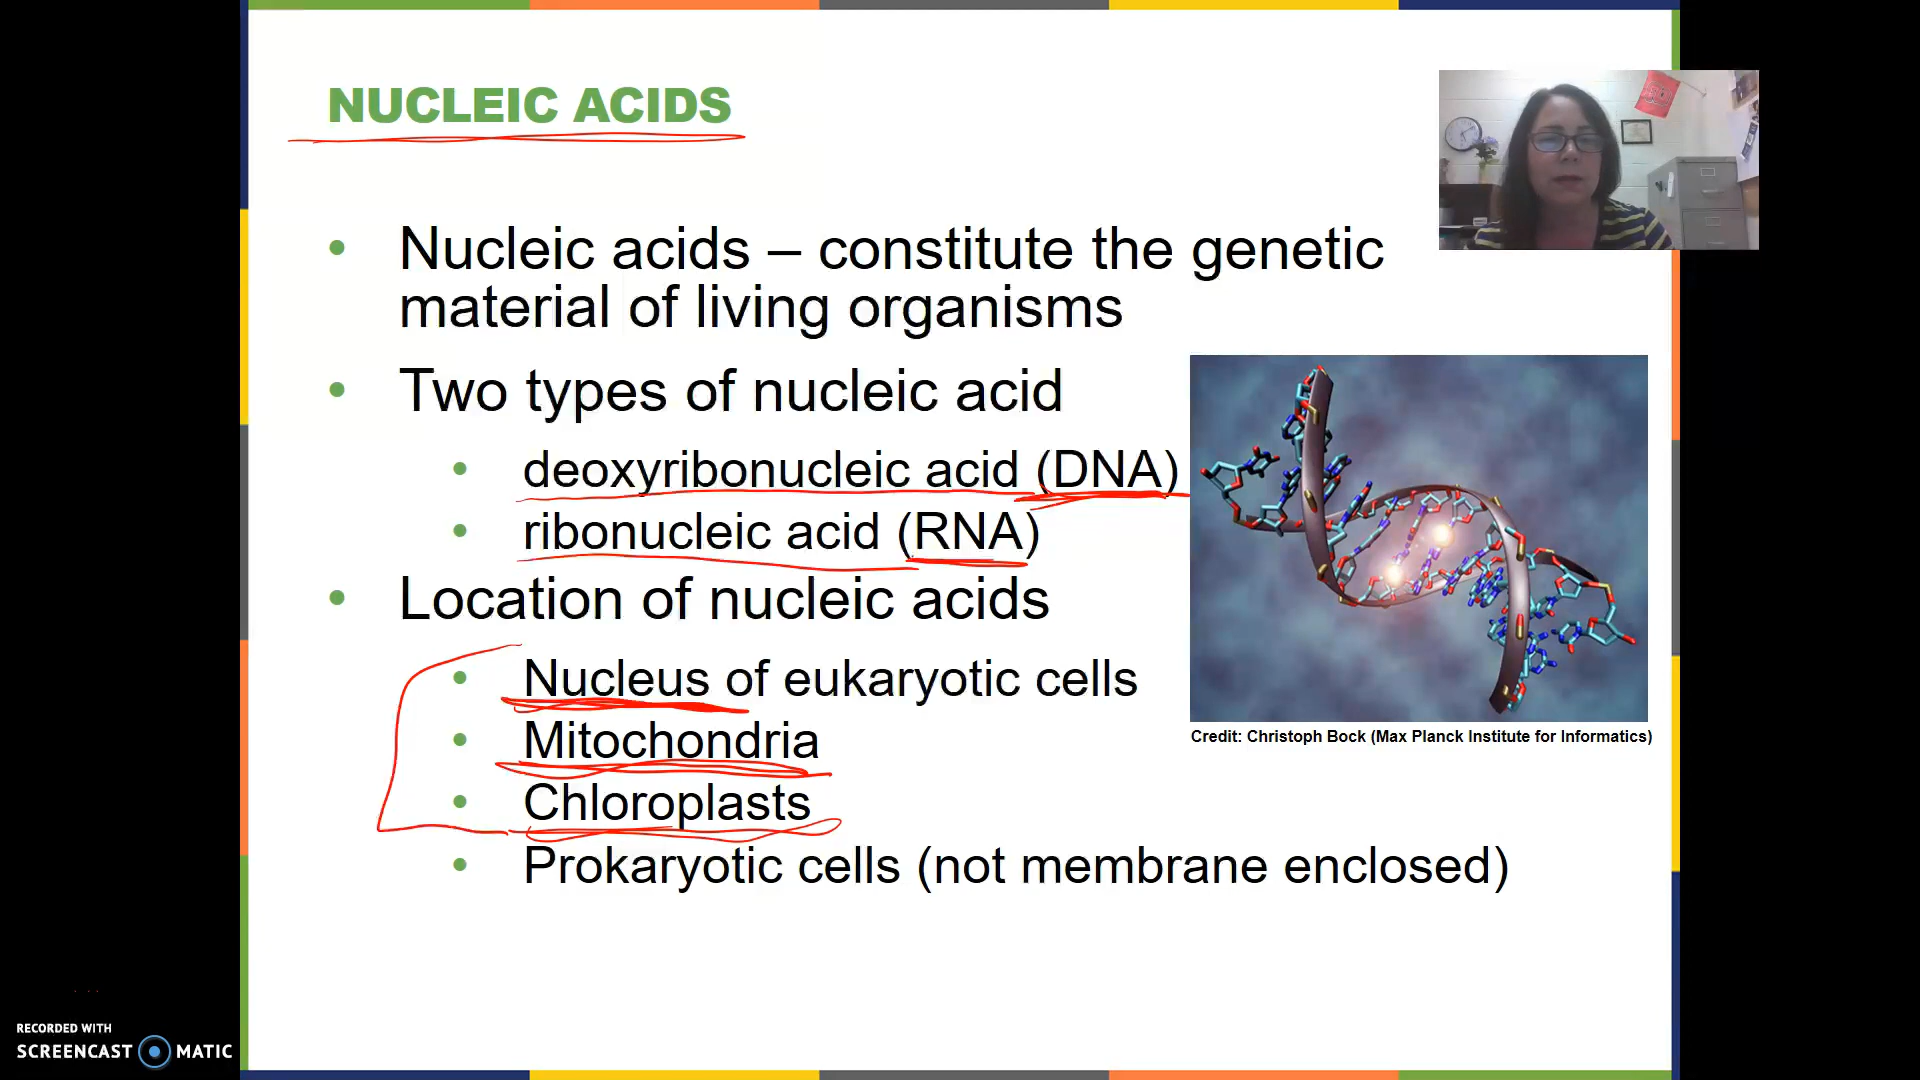 NUCLEIC ACIDS
• Nucleic acids – constitute the genetic
material of living organisms
• Two types of nucleic acid
• deoxyribonucleic acid (DNA)
• ribonucleic acid (RNA)
• Location of nucleic acids
• Nucleus of eukaryotic cells
• Mitochondria
• Chloroplasts
• Prokaryotic cells (not membrane enclosed)
Credit: Christoph Bock (Max Planck Institute for Informatics)
RECORDED WITH
SCREENCAST MATIC